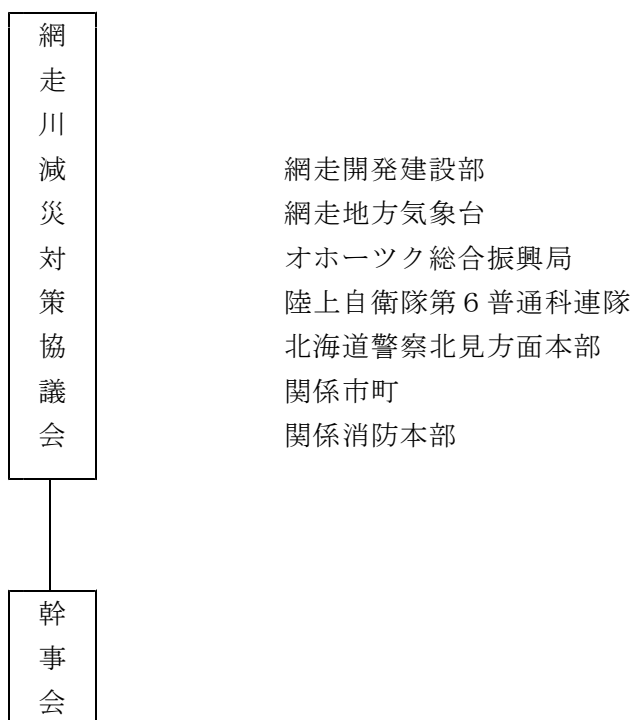 網走川減災対策協議会
網走開発建設部
網走地方気象台
オホーツク総合振興局
陸上自衛隊第６普通科連隊
北海道警察北見方面本部
関係市町
関係消防本部
幹事会